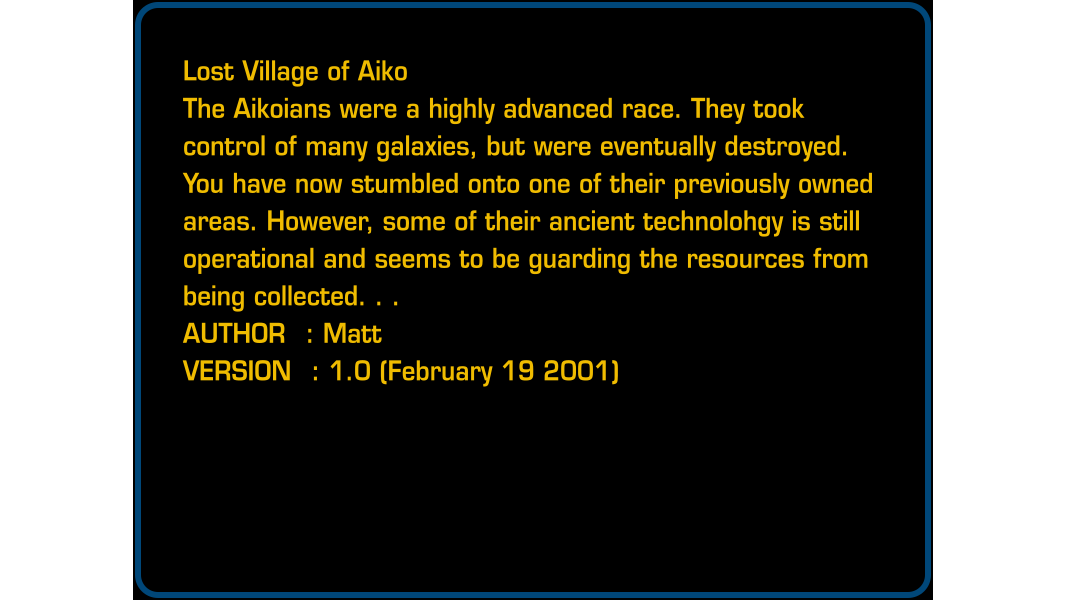 Lost Village of Aiko
The Aikoians were a highly advanced race. They took
control of many galaxies, but were eventually destroyed.
You have now stumbled onto one of their previously owned
areas. However, some of their ancient technolohgy is still
operational and seems to be guarding the resources from
being collected. . .
AUTHOR  : Matt
VERSION  : 1.0 (February 19 2001)